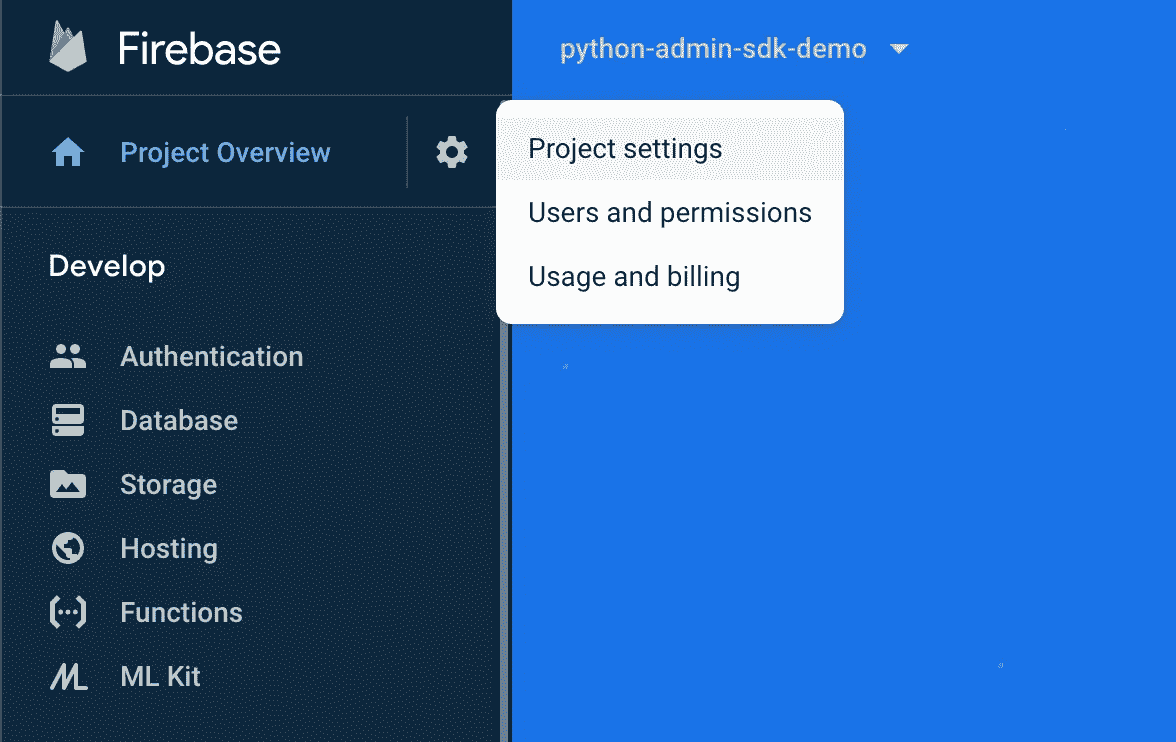 Firebase
python-admin-sdk-demo
Project Overview
Project settings
Users and permissions
Usage and billing
Develop
Authentication
Database
Storage
Hosting
Functions
ML Kit